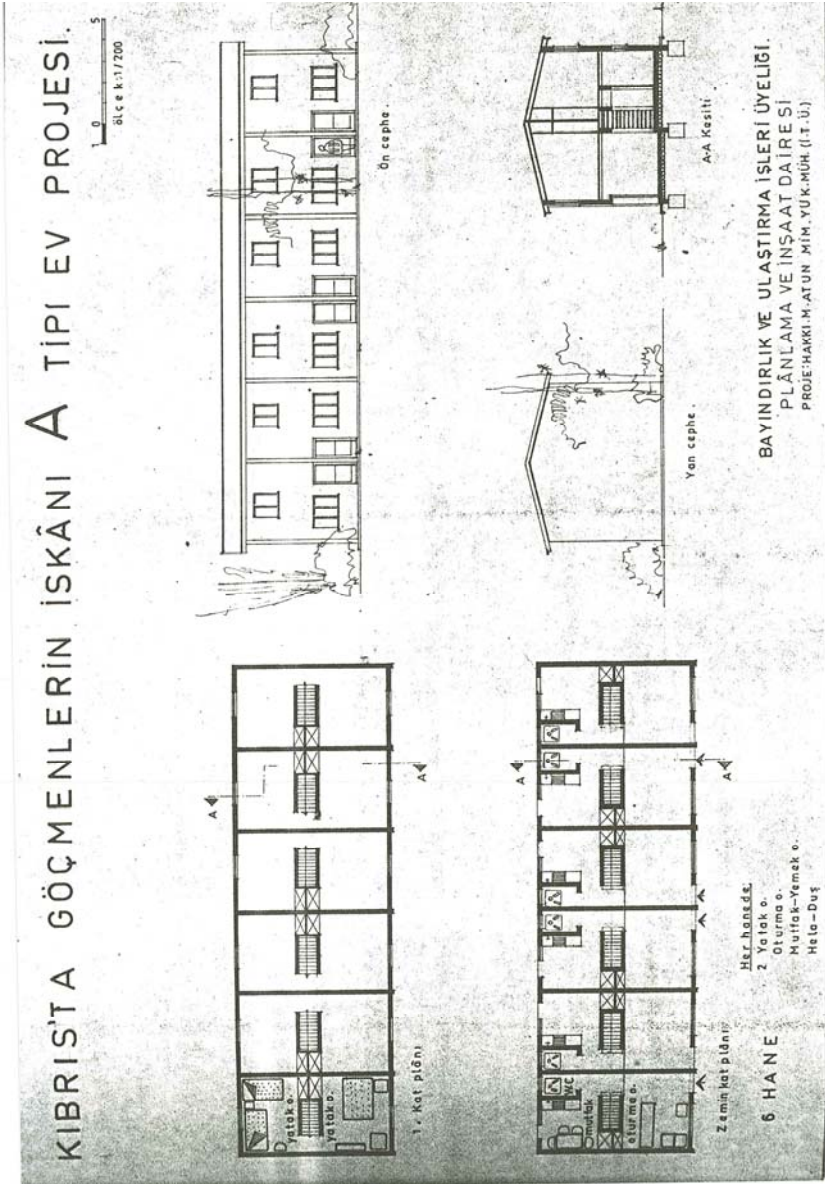 KIBRIS'TA GÖÇMENLERİN İSKÂNI A TİPİ EV PROJESİ.
1 0 5
ölçek:1/200
Ön cephe.
1. Kat plânı
yatak o.
yatak o.
A
A
Yan cephe.
A-A Kesiti
Zemin kat plânı
mutfak
WC
oturma o.
A
A
6 HANE
Her hanede:
2 Yatak o.
Oturma o.
Mutfak-Yemek o.
Hela-Duş
BAYINDIRLIK VE ULAŞTIRMA İŞLERİ ÜYELİĞİ.
PLÂNLAMA VE İNŞAAT DAİRESİ
PROJE:HAKKI.M.ATUN MİM.YÜK.MÜH. (İ.T.Ü.)